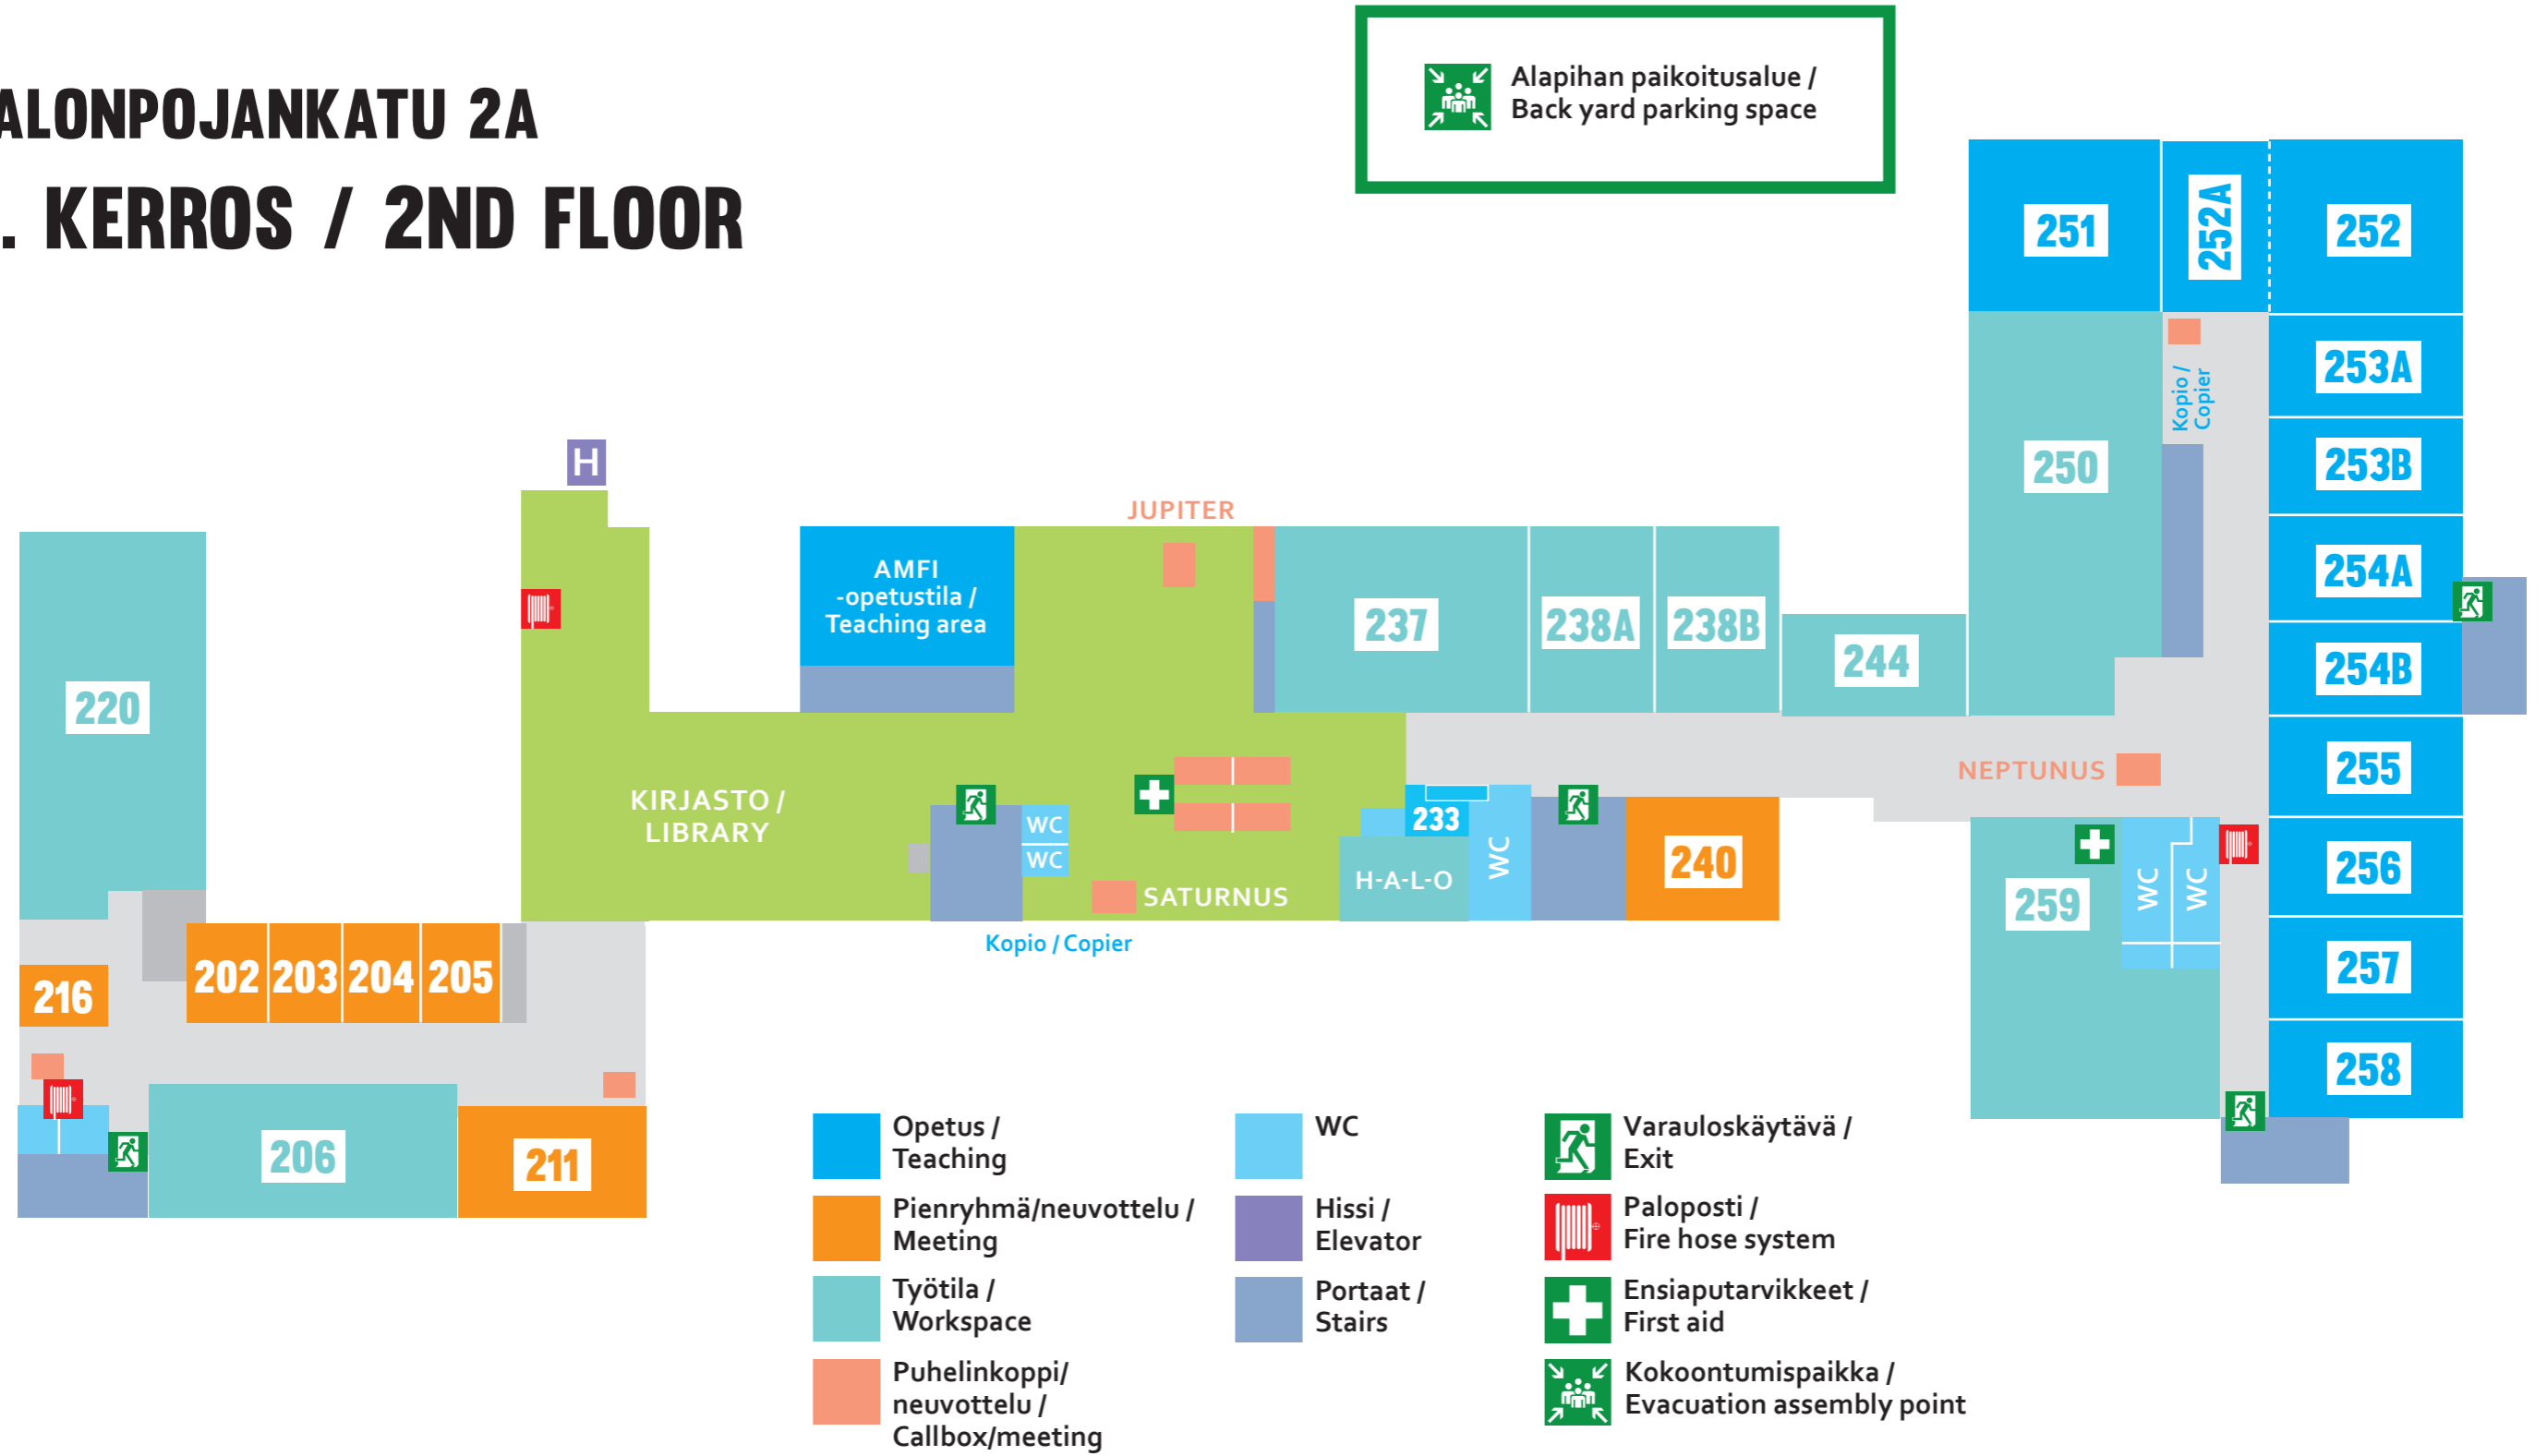 ALONPOJANKATU 2A
. KERROS / 2ND FLOOR
Alapihan paikoitusalue /
Back yard parking space
251
252A
252
253A
Kopio /
Copier
253B
250
254A
254B
H
JUPITER
AMFI
-opetustila /
Teaching area
237
238A
238B
244
220
KIRJASTO /
LIBRARY
WC
WC
SATURNUS
Kopio / Copier
233
H-A-L-O
WC
240
NEPTUNUS
255
256
259
WC
WC
257
258
216
202
203
204
205
206
211
Opetus /
Teaching
Pienryhmä/neuvottelu /
Meeting
Työtila /
Workspace
Puhelinkoppi/
neuvottelu /
Callbox/meeting
WC
Hissi /
Elevator
Portaat /
Stairs
Varauloskäytävä /
Exit
Paloposti /
Fire hose system
Ensiaputarvikkeet /
First aid
Kokoontumispaikka /
Evacuation assembly point